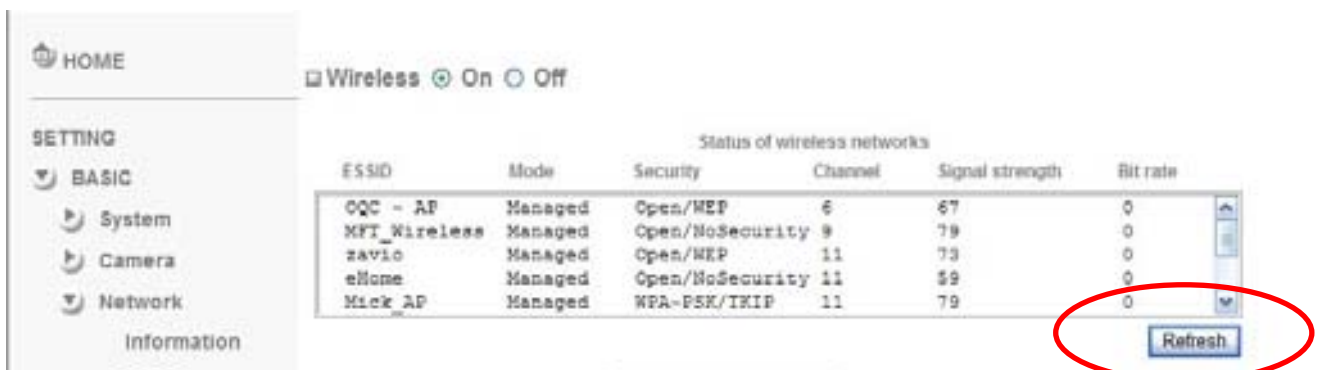 HOME
Wireless On Off
SETTING
Status of wireless networks
BASIC
ESSID Mode Security Channel Signal strength Bit rate
System
OQC - AP Managed Open/WEP 6 67 0
MFT_Wireless Managed Open/NoSecurity 9 79 0
Camera
zavio Managed Open/WEP 11 73 0
eHome Managed Open/NoSecurity 11 59 0
Network
Mick_AP Managed WPA-PSK/TKIP 11 79 0
Information
Refresh